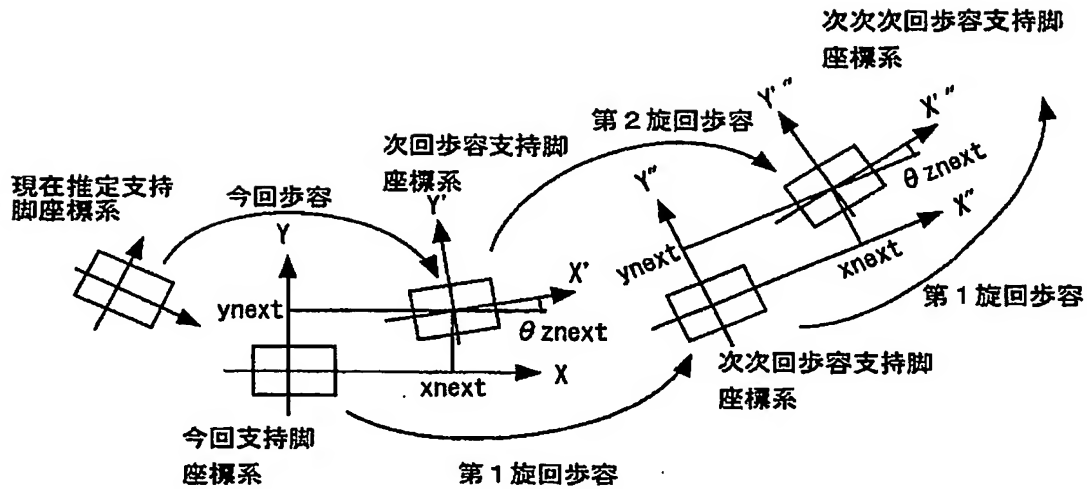 次次次回歩容支持脚
座標系
Y'"
X'"
第2旋回歩容
θznext
次回歩容支持脚
座標系
Y"
X"
現在推定支持
脚座標系
今回歩容
Y'
Y
X'
ynext
xnext
ynext
θznext
第1旋回歩容
xnext
X
次次回歩容支持脚
座標系
今回支持脚
座標系
第1旋回歩容